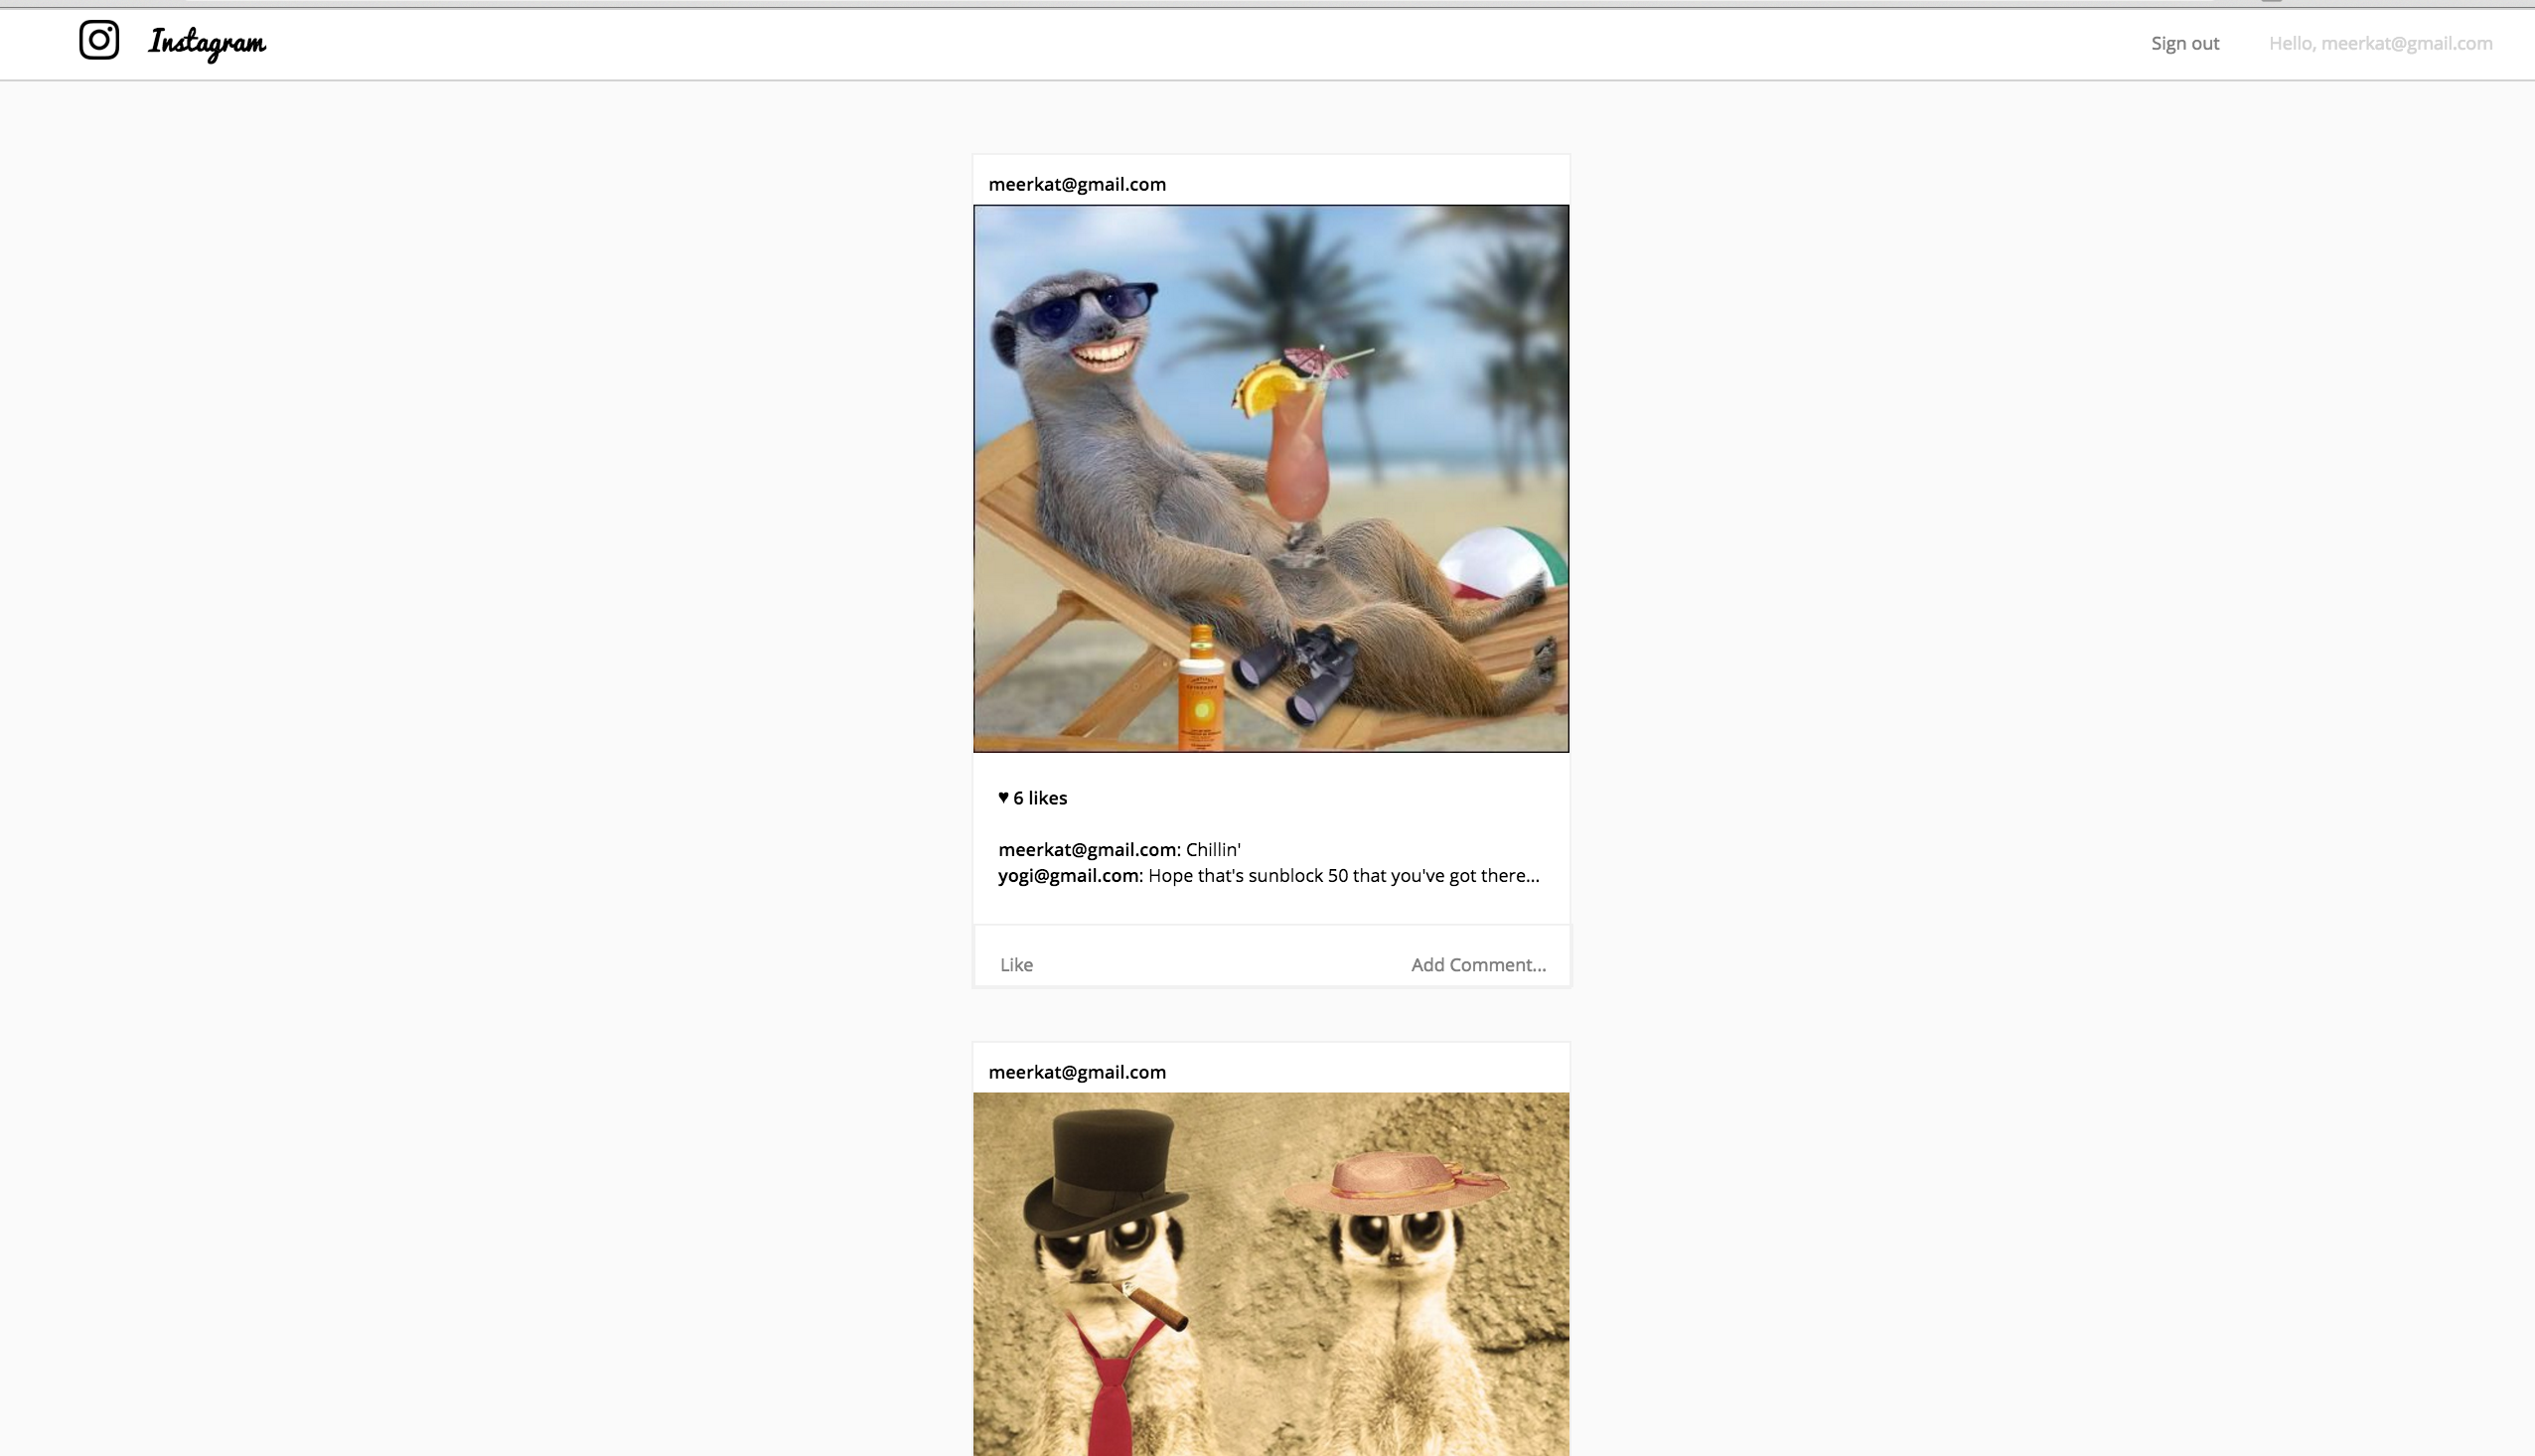 Instagram
Sign out
Hello, meerkat@gmail.com
meerkat@gmail.com
♥ 6 likes
meerkat@gmail.com: Chillin'
yogi@gmail.com: Hope that's sunblock 50 that you've got there...
Like
Add Comment...
meerkat@gmail.com